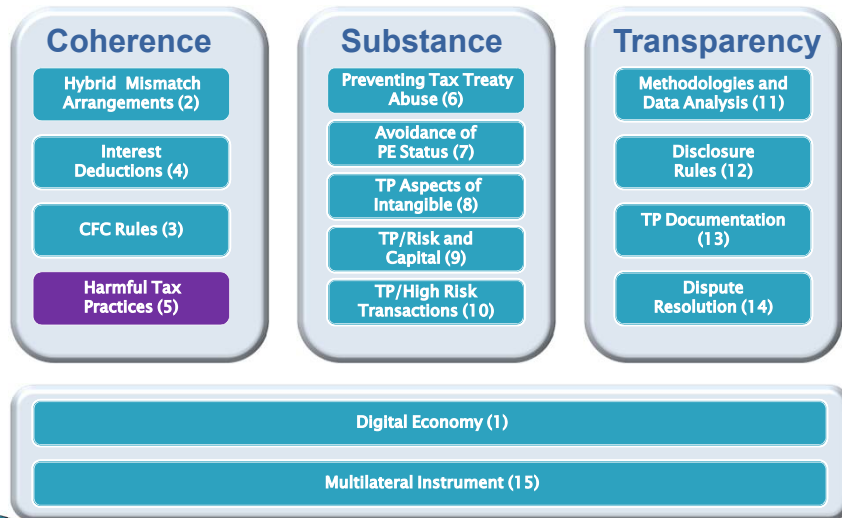 Coherence
Hybrid Mismatch
Arrangements (2)
Interest
Deductions (4)
CFC Rules (3)
Harmful Tax
Practices (5)
Substance
Preventing Tax Treaty
Abuse (6)
Avoidance of
PE Status (7)
TP Aspects of
Intangible (8)
TP/Risk and
Capital (9)
TP/High Risk
Transactions (10)
Transparency
Methodologies and
Data Analysis (11)
Disclosure
Rules (12)
TP Documentation
(13)
Dispute
Resolution (14)
Digital Economy (1)
Multilateral Instrument (15)